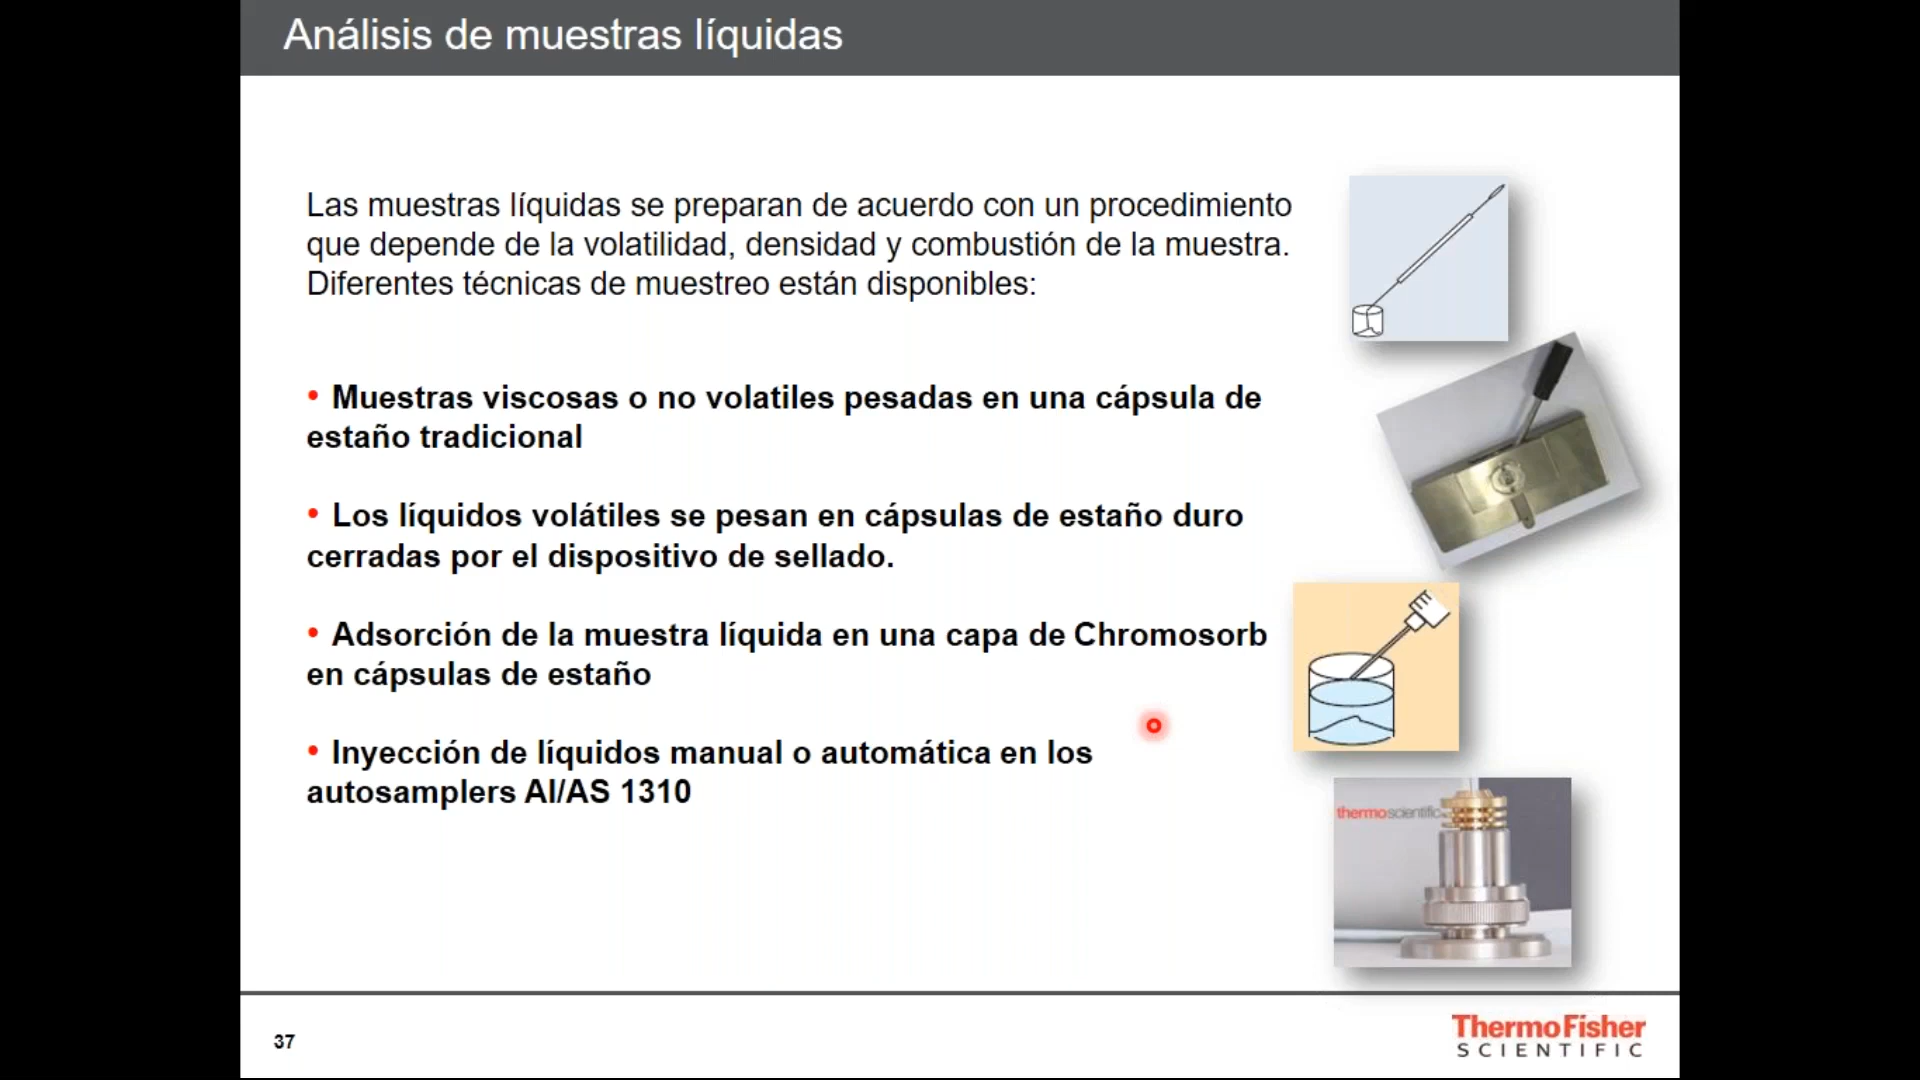 Análisis de muestras líquidas
Las muestras líquidas se preparan de acuerdo con un procedimiento
que depende de la volatilidad, densidad y combustión de la muestra.
Diferentes técnicas de muestreo están disponibles:
• Muestras viscosas o no volatiles pesadas en una cápsula de
estaño tradicional
• Los líquidos volátiles se pesan en cápsulas de estaño duro
cerradas por el dispositivo de sellado.
• Adsorción de la muestra líquida en una capa de Chromosorb
en cápsulas de estaño
• Inyección de líquidos manual o automática en los
autosamplers AI/AS 1310
thermoscientific
37
ThermoFisher
SCIENTIFIC